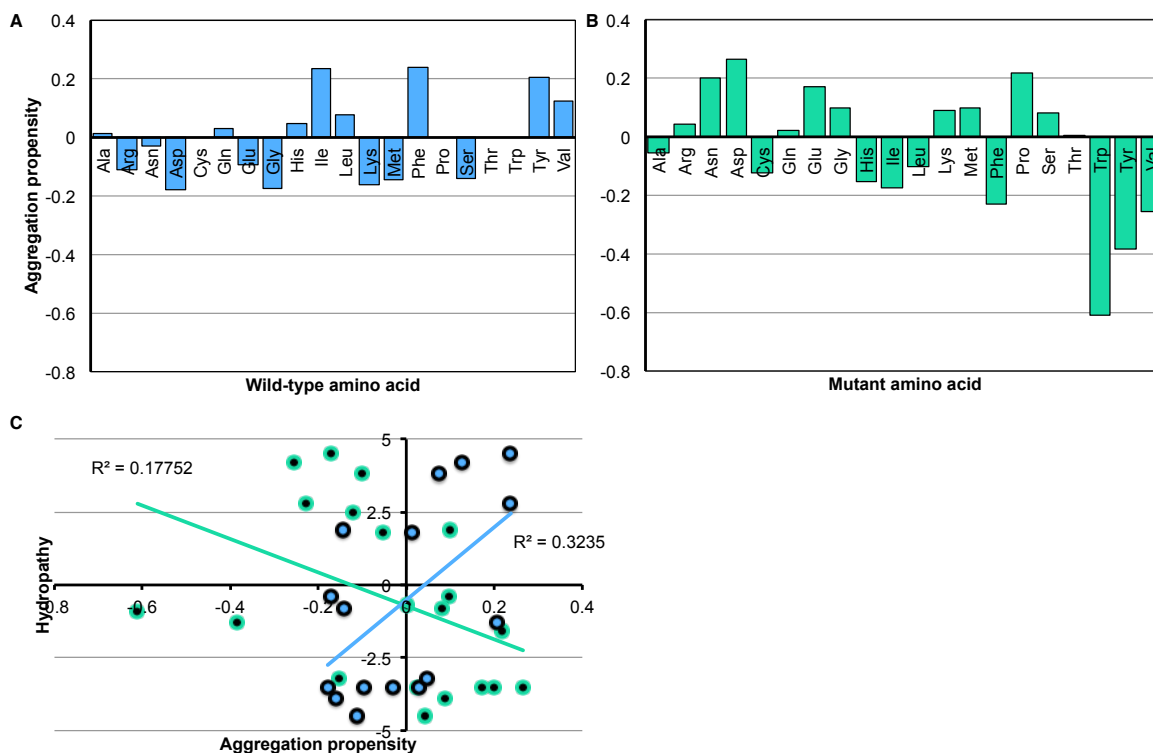 A
B
0.4
0.2
0
-0.2
-0.4
-0.6
-0.8
Aggregation propensity
Ala
Arg
Asn
Asp
Cys
Gln
Glu
Gly
His
Ile
Leu
Lys
Met
Phe
Pro
Ser
Thr
Trp
Tyr
Val
Wild-type amino acid
0.4
0.2
0
-0.2
-0.4
-0.6
-0.8
Ala
Arg
Asn
Asp
Cys
Gln
Glu
Gly
His
Ile
Leu
Lys
Met
Phe
Pro
Ser
Thr
Trp
Tyr
Val
Mutant amino acid
C
R² = 0.17752
R² = 0.3235
5
2.5
0
-2.5
-5
Hydropathy
-0.8
-0.6
-0.4
-0.2
0
0.2
0.4
Aggregation propensity